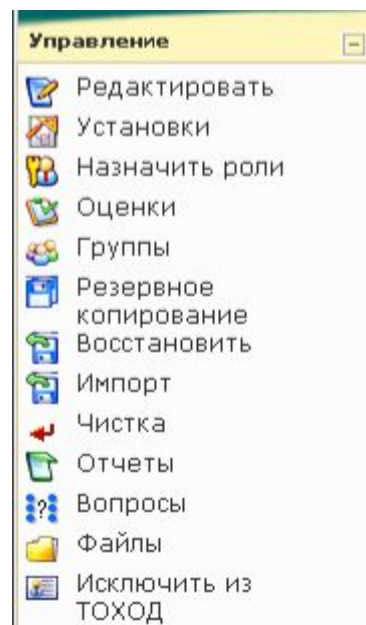 Управление
Редактировать
Установки
Назначить роли
Оценки
Группы
Резервное
копирование
Восстановить
Импорт
Чистка
Отчеты
Вопросы
Файлы
Исключить из
ТОХОД